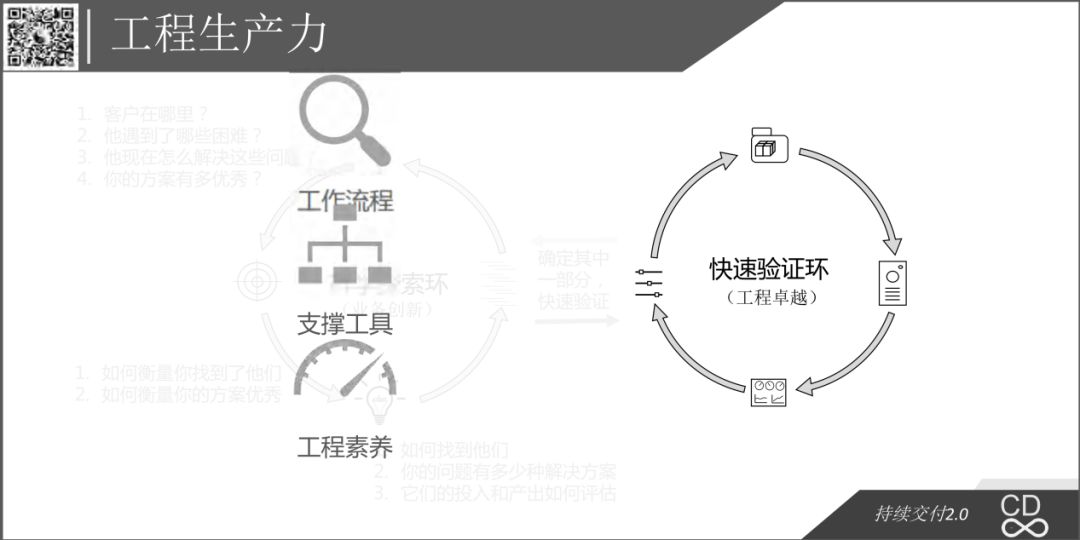 工程生产力
1. 客户在哪里？
2. 他遇到了哪些困难？
3. 他现在怎么解决这些问题
4. 你的方案有多优秀？
工作流程
索环
（业务创新）
支撑工具
1. 如何衡量你找到了他们
2. 如何衡量你的方案优秀
工程素养
如何找到他们
2. 你的问题有多少种解决方案
3. 它们的投入和产出如何评估
确定其中
一部分，
快速验证
快速验证环
（工程卓越）
持续交付2.0
CD